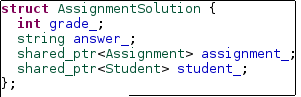 struct AssignmentSolution {
  int grade_;
  string answer_;
  shared_ptr<Assignment> assignment_;
  shared_ptr<Student> student_;
};